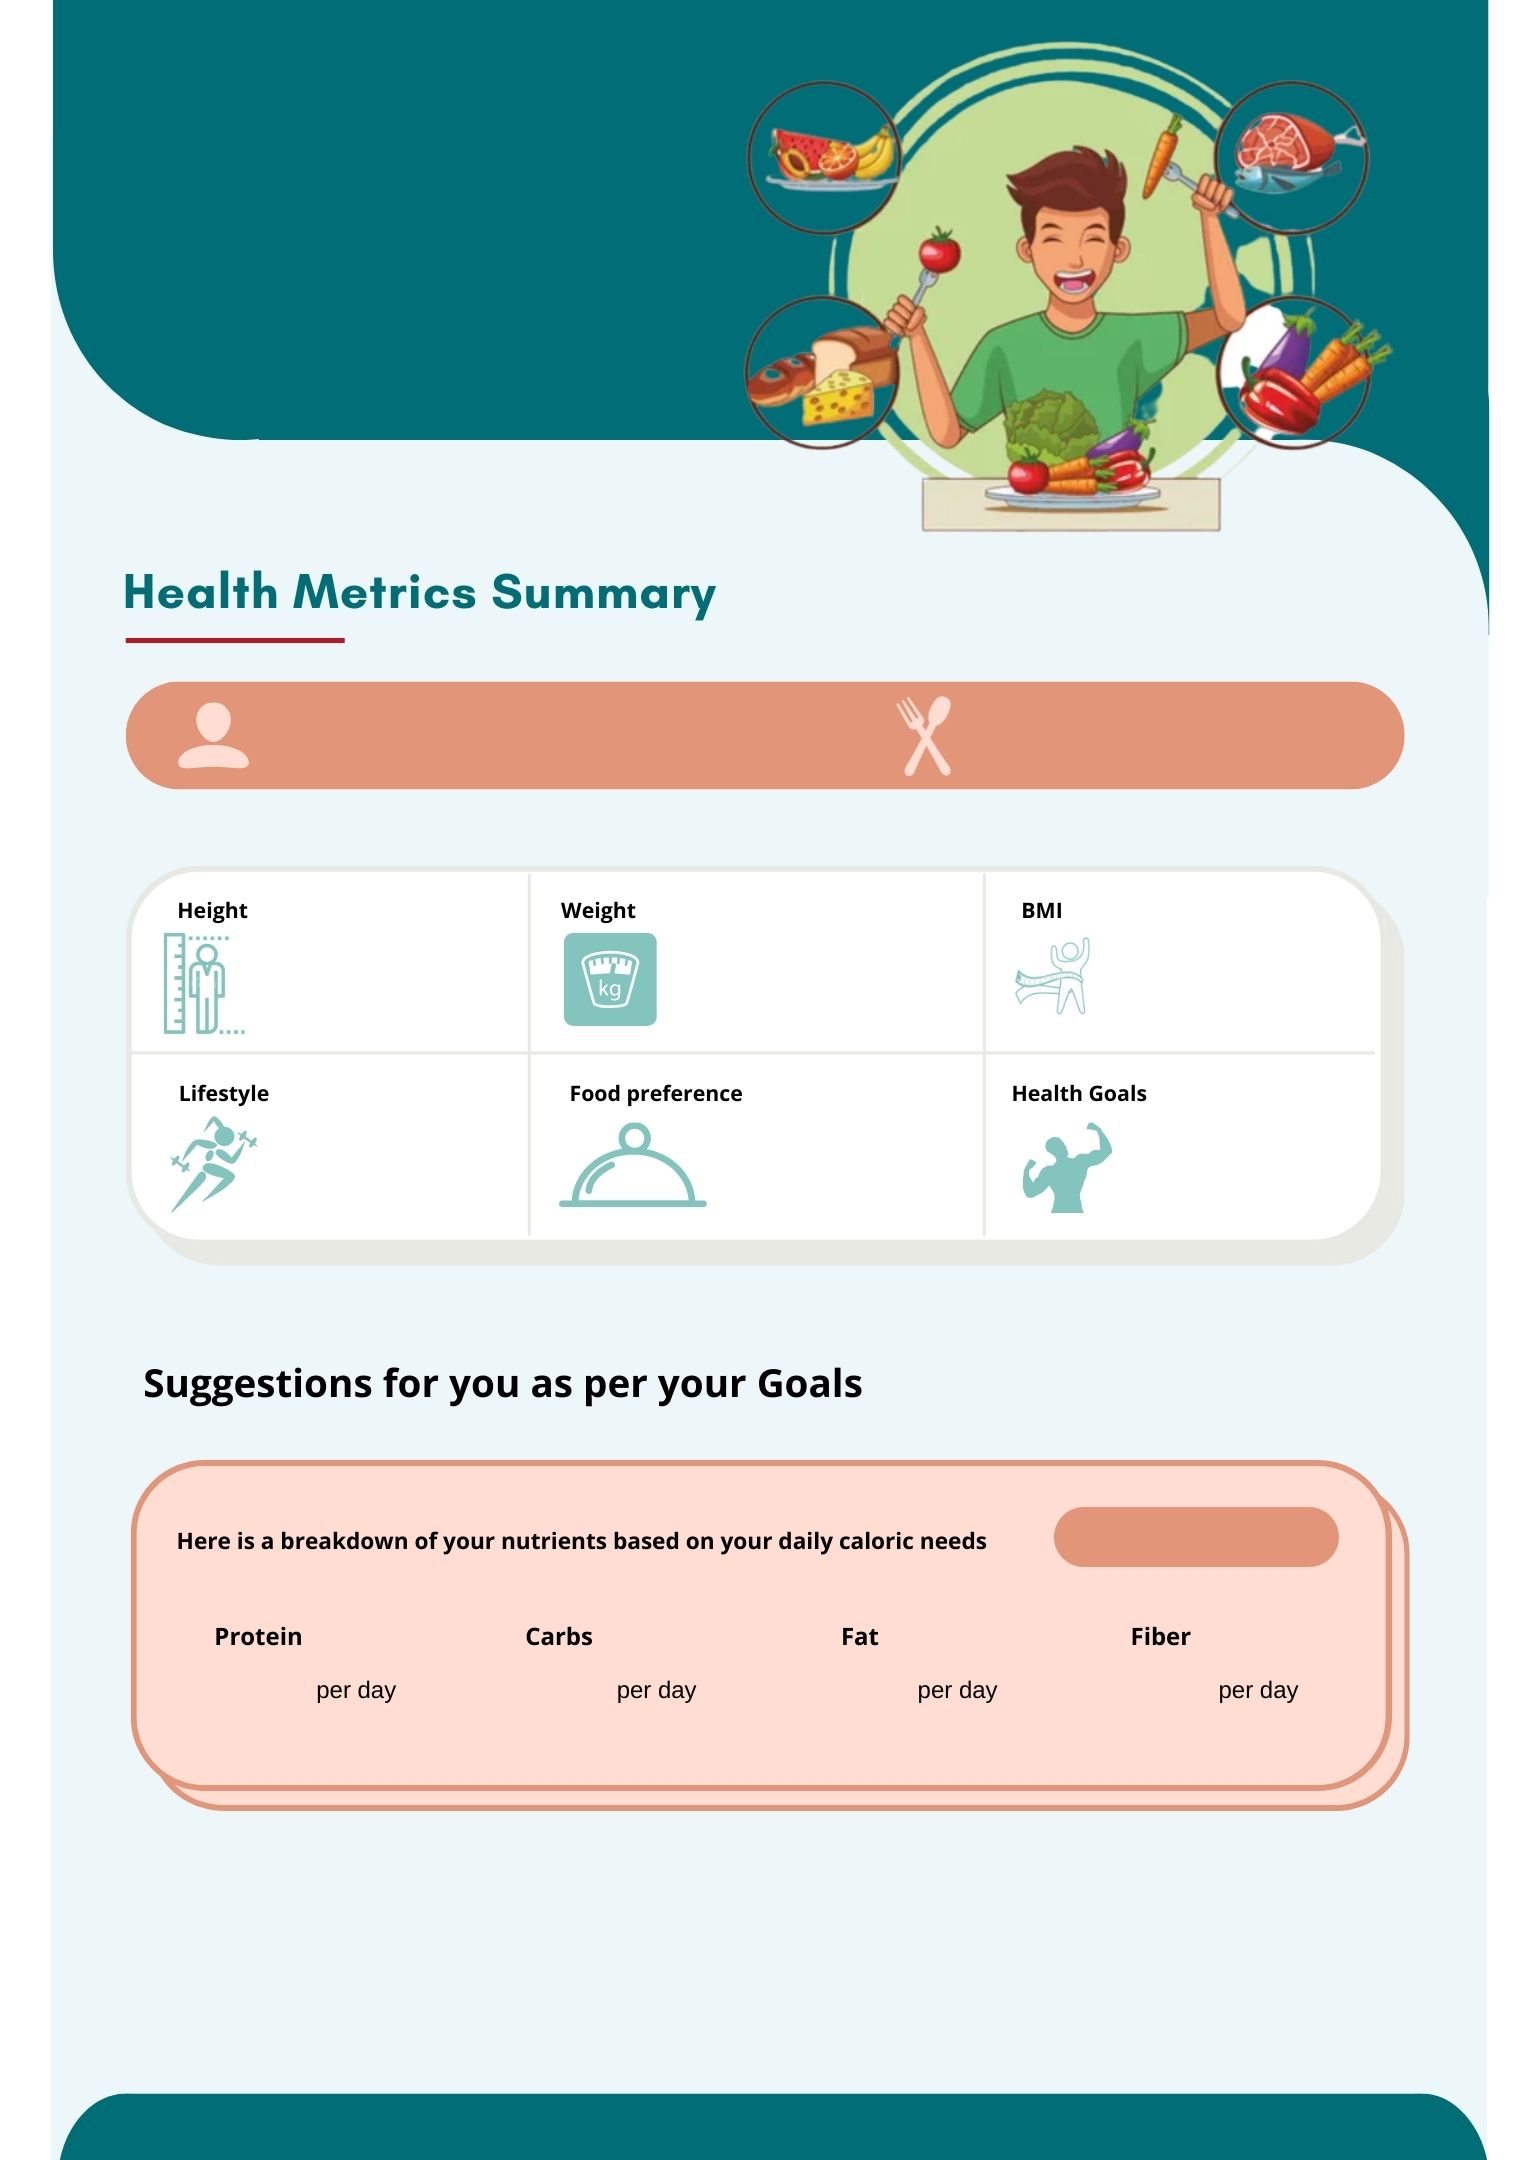 Health Metrics Summary
Height
Weight
BMI
kg
Lifestyle
Food preference
Health Goals
Suggestions for you as per your Goals
Here is a breakdown of your nutrients based on your daily caloric needs
Protein
Carbs
Fat
Fiber
per day
per day
per day
per day